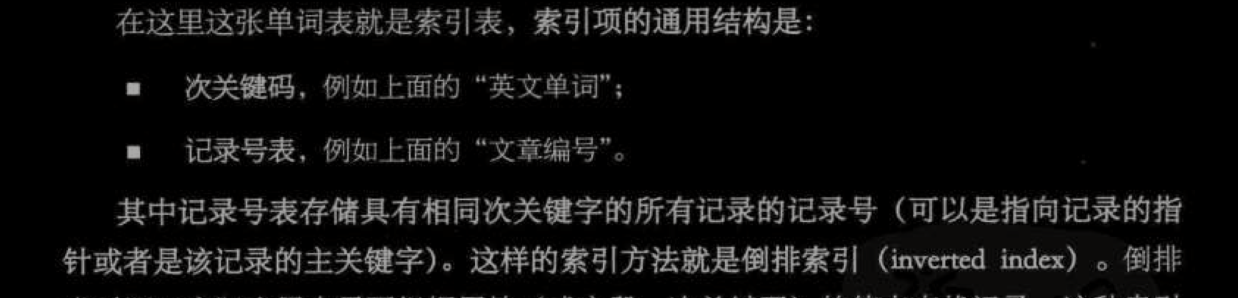 在这里这张单词表就是索引表，索引项的通用结构是：
■ 次关键码，例如上面的“英文单词”；
■ 记录号表，例如上面的“文章编号”。
其中记录号表存储具有相同次关键字的所有记录的记录号（可以是指向记录的指
针或者是该记录的主关键字）。这样的索引方法就是倒排索引（inverted index）。倒排